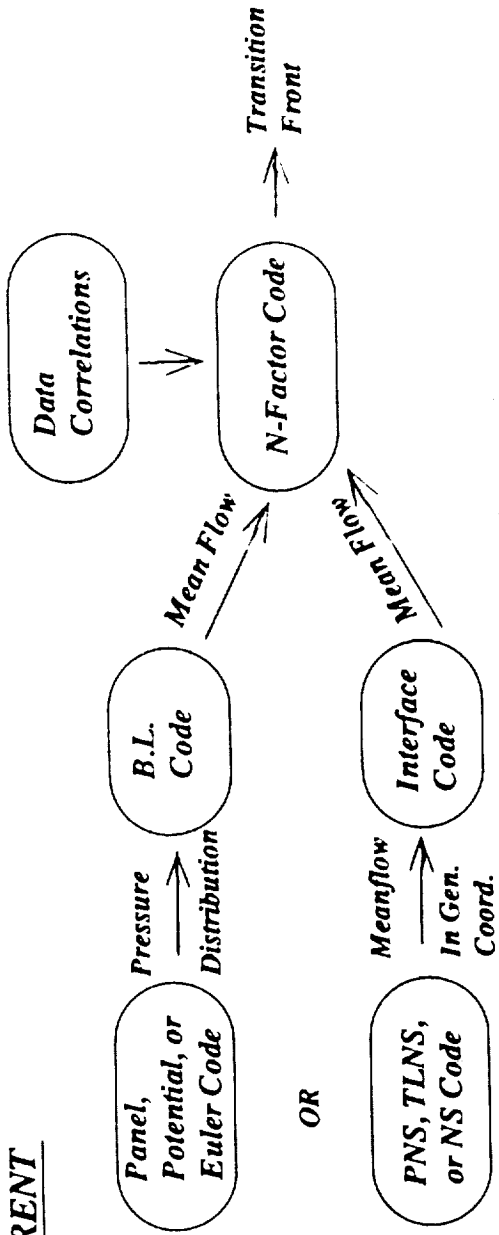 RENT
Panel,
Potential, or
Euler Code
Pressure
Distribution
B.L.
Code
Mean Flow
Data
Correlations
N-Factor Code
Transition
Front
OR
PNS, TLNS,
or NS Code
Meanflow
In Gen.
Coord.
Interface
Code
Mean Flow